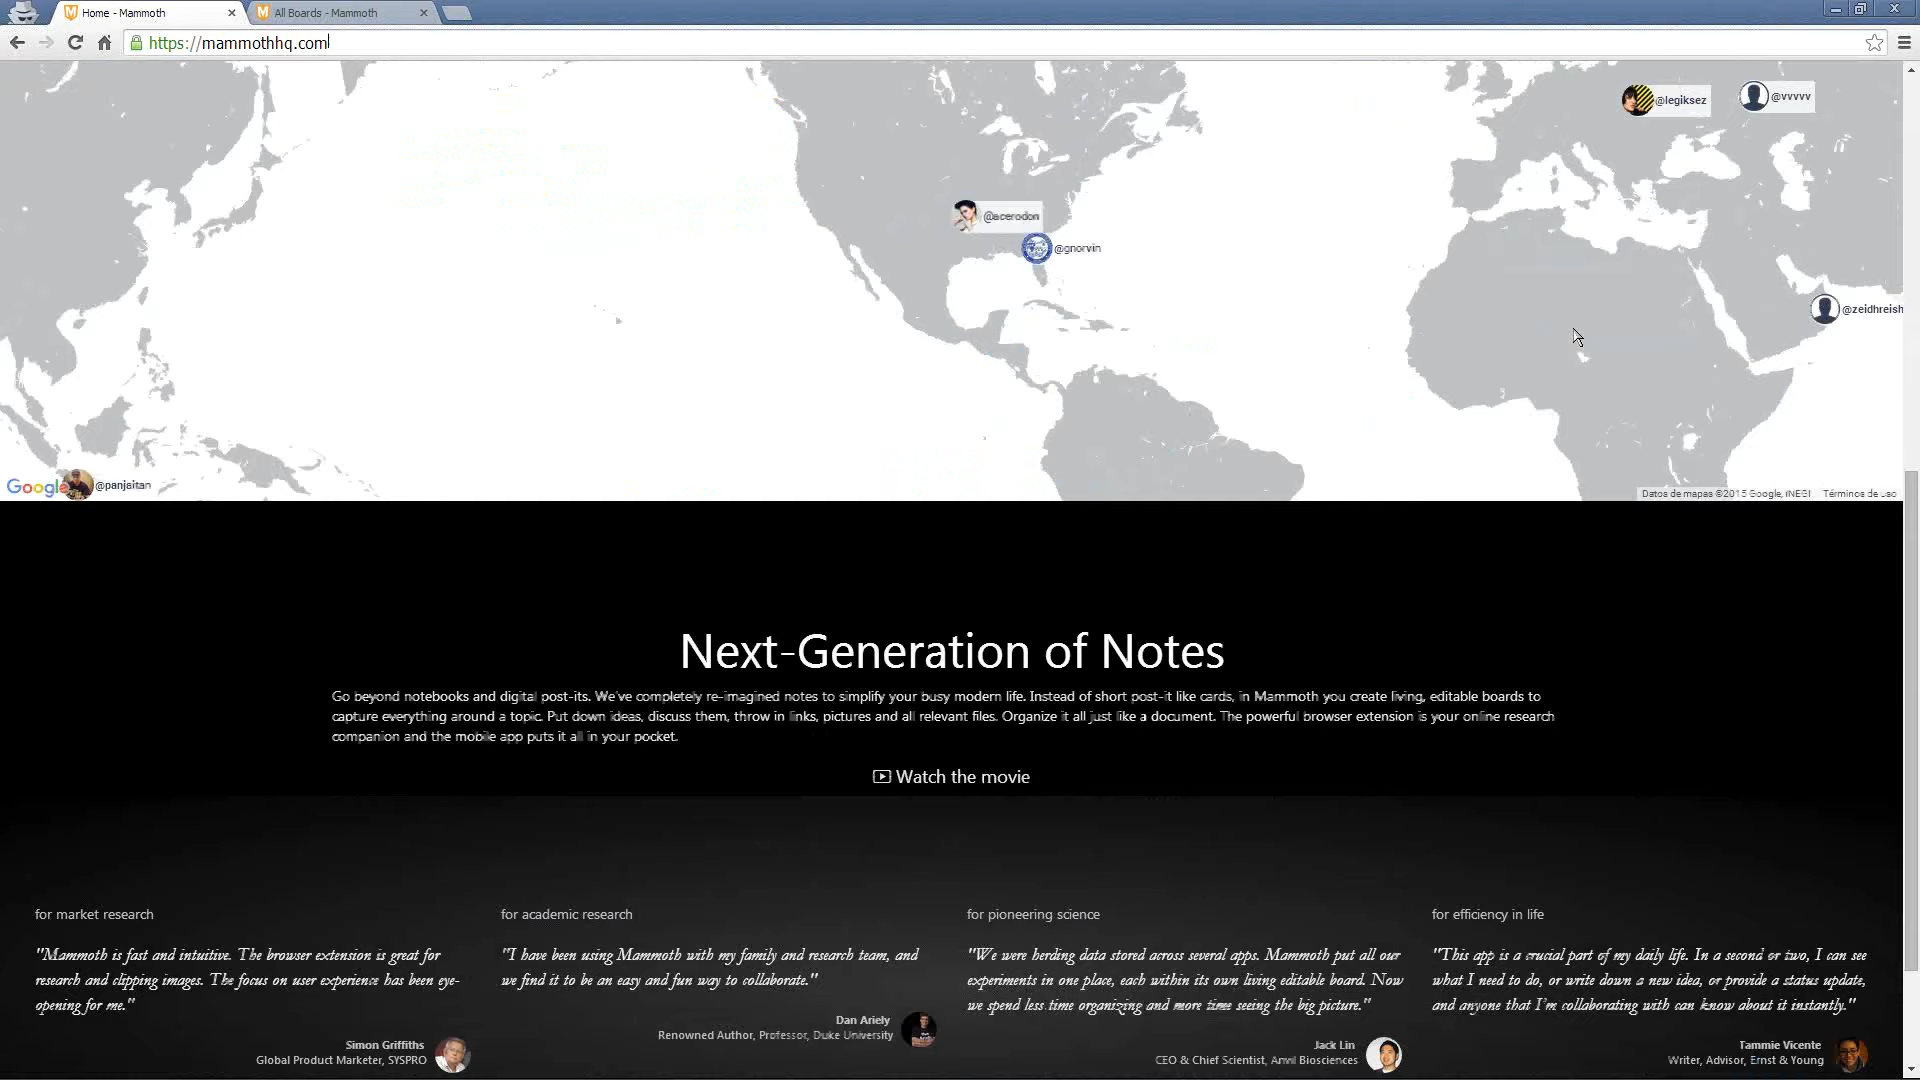 Home - Mammoth
All Boards - Mammoth
https://mammothhq.com
@legiksez
@vvvvv
@acerodon
@gnorvin
@zeidhreish
Google
@panjaitan
Datos de mapas ©2015 Google, INEGI
Términos de uso
Next-Generation of Notes
Go beyond notebooks and digital post-its. We've completely re-imagined notes to simplify your busy modern life. Instead of short post-it like cards, in Mammoth you create living, editable boards to
capture everything around a topic. Put down ideas, discuss them, throw in links, pictures and all relevant files. Organize it all just like a document. The powerful browser extension is your online research
companion and the mobile app puts it all in your pocket.
Watch the movie
for market research
"Mammoth is fast and intuitive. The browser extension is great for
research and clipping images. The focus on user experience has been eye-
opening for me."
Simon Griffiths
Global Product Marketer, SYSPRO
for academic research
"I have been using Mammoth with my family and research team, and
we find it to be an easy and fun way to collaborate."
Dan Ariely
Renowned Author, Professor, Duke University
for pioneering science
"We were herding data stored across several apps. Mammoth put all our
experiments in one place, each within its own living editable board. Now
we spend less time organizing and more time seeing the big picture."
Jack Lin
CEO & Chief Scientist, Anvil Biosciences
for efficiency in life
"This app is a crucial part of my daily life. In a second or two, I can see
what I need to do, or write down a new idea, or provide a status update,
and anyone that I'm collaborating with can know about it instantly."
Tammie Vicente
Writer, Advisor, Ernst & Young